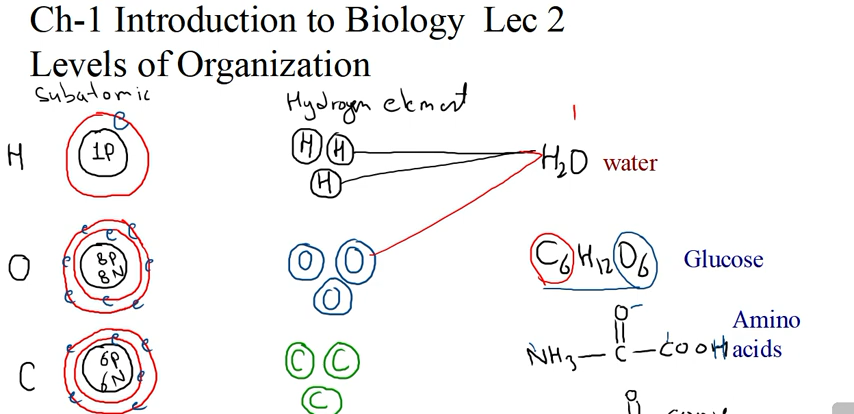 Ch-1 Introduction to Biology Lec 2
Levels of Organization
Subatomic
Hydrogen element
H
1P
e
H H
H
H₂O water
O
8P
8N
e e e e e e e e
O O
O
C₆H₁₂O₆ Glucose
Amino
acids
O⁻
NH₃ — C — COOH
C
6P
6N
e e e e e
C C
C
O